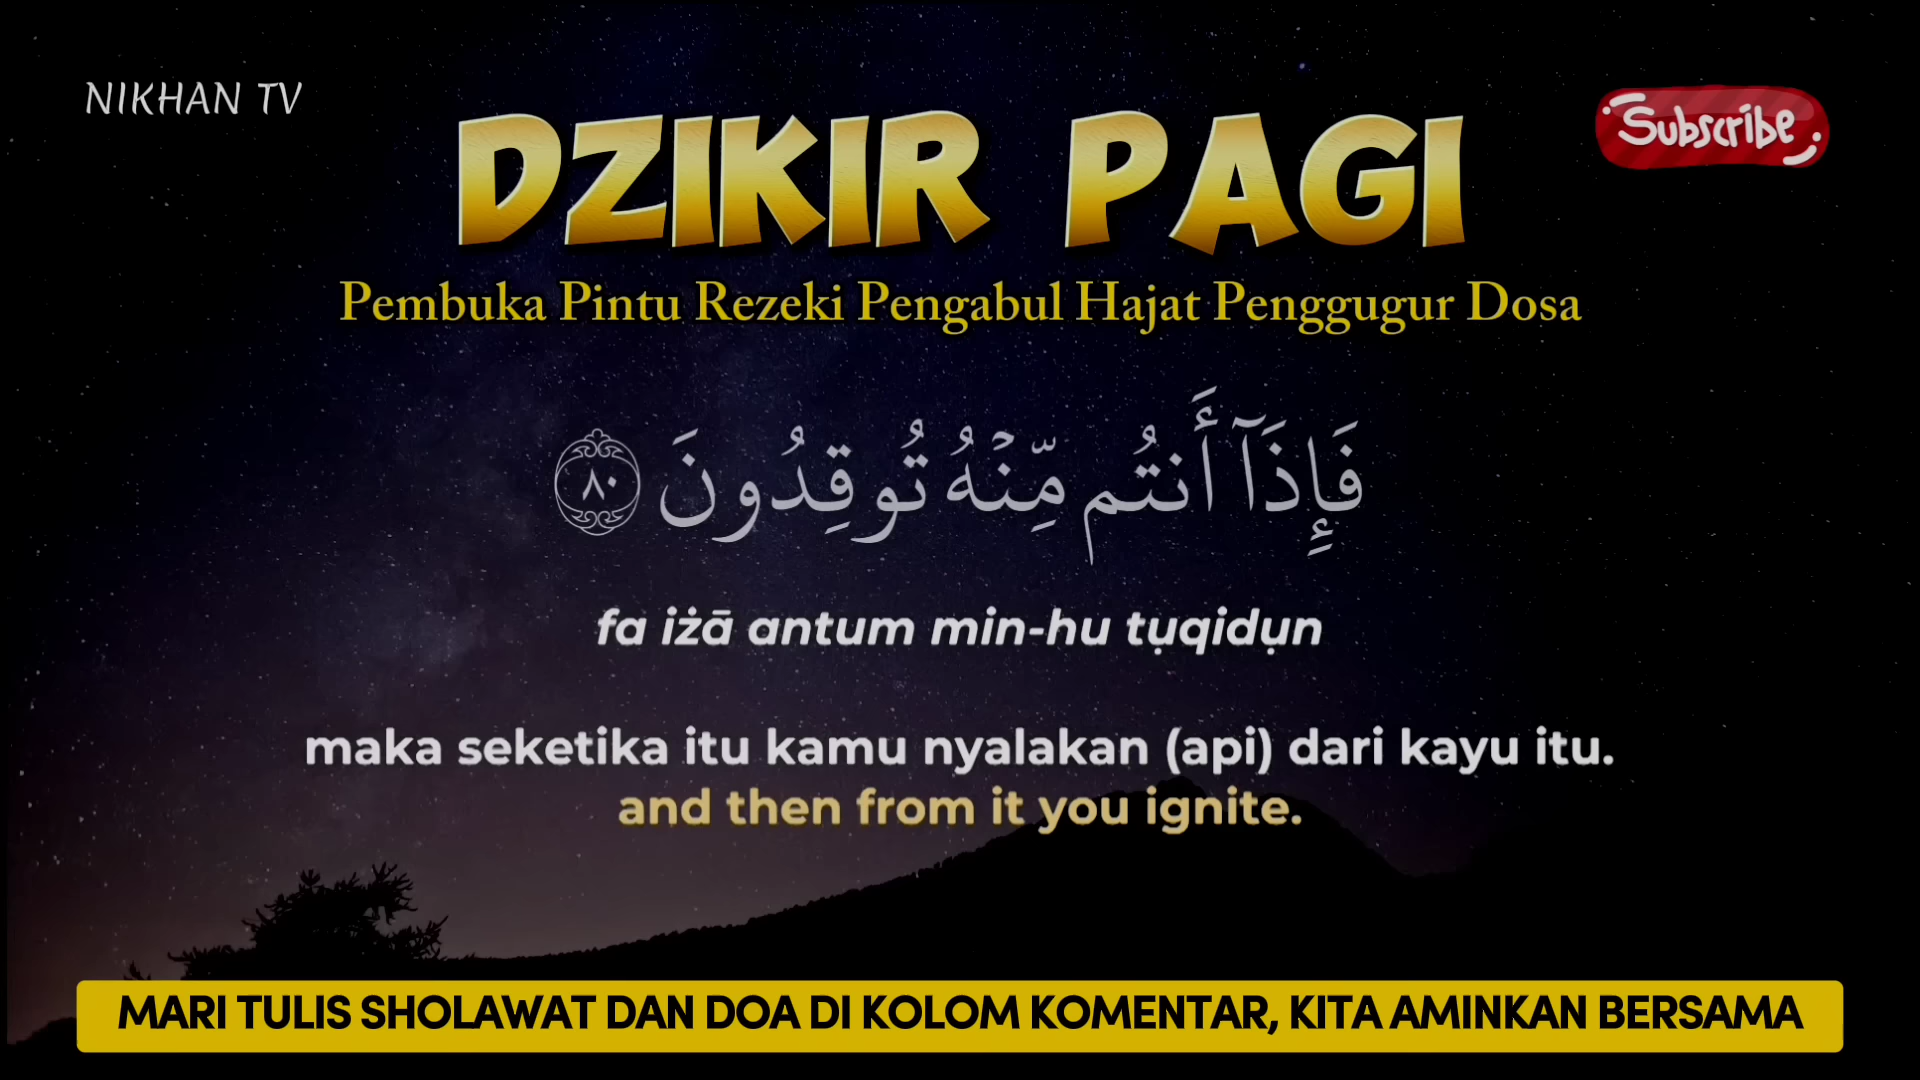 NIKHAN TV
Subscribe
DZIKIR PAGI
Pembuka Pintu Rezeki Pengabul Hajat Penggugur Dosa
فَإِذَآ أَنتُم مِّنْهُ تُوقِدُونَ ٨٠
fa iżā antum min-hu tụqidụn
maka seketika itu kamu nyalakan (api) dari kayu itu.
and then from it you ignite.
MARI TULIS SHOLAWAT DAN DOA DI KOLOM KOMENTAR, KITA AMINKAN BERSAMA